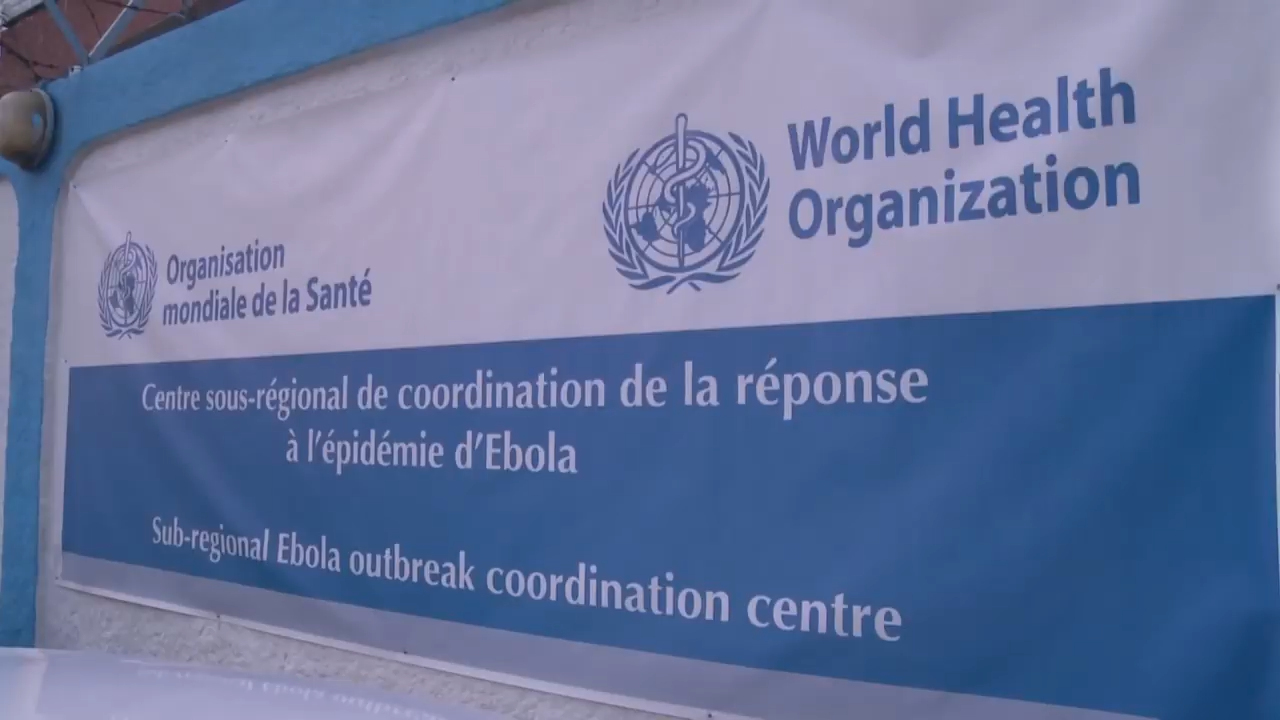 Organisation
mondiale de la Santé
World Health
Organization
Centre sous-régional de coordination de la réponse
à l'épidémie d'Ebola
Sub-regional Ebola outbreak coordination centre